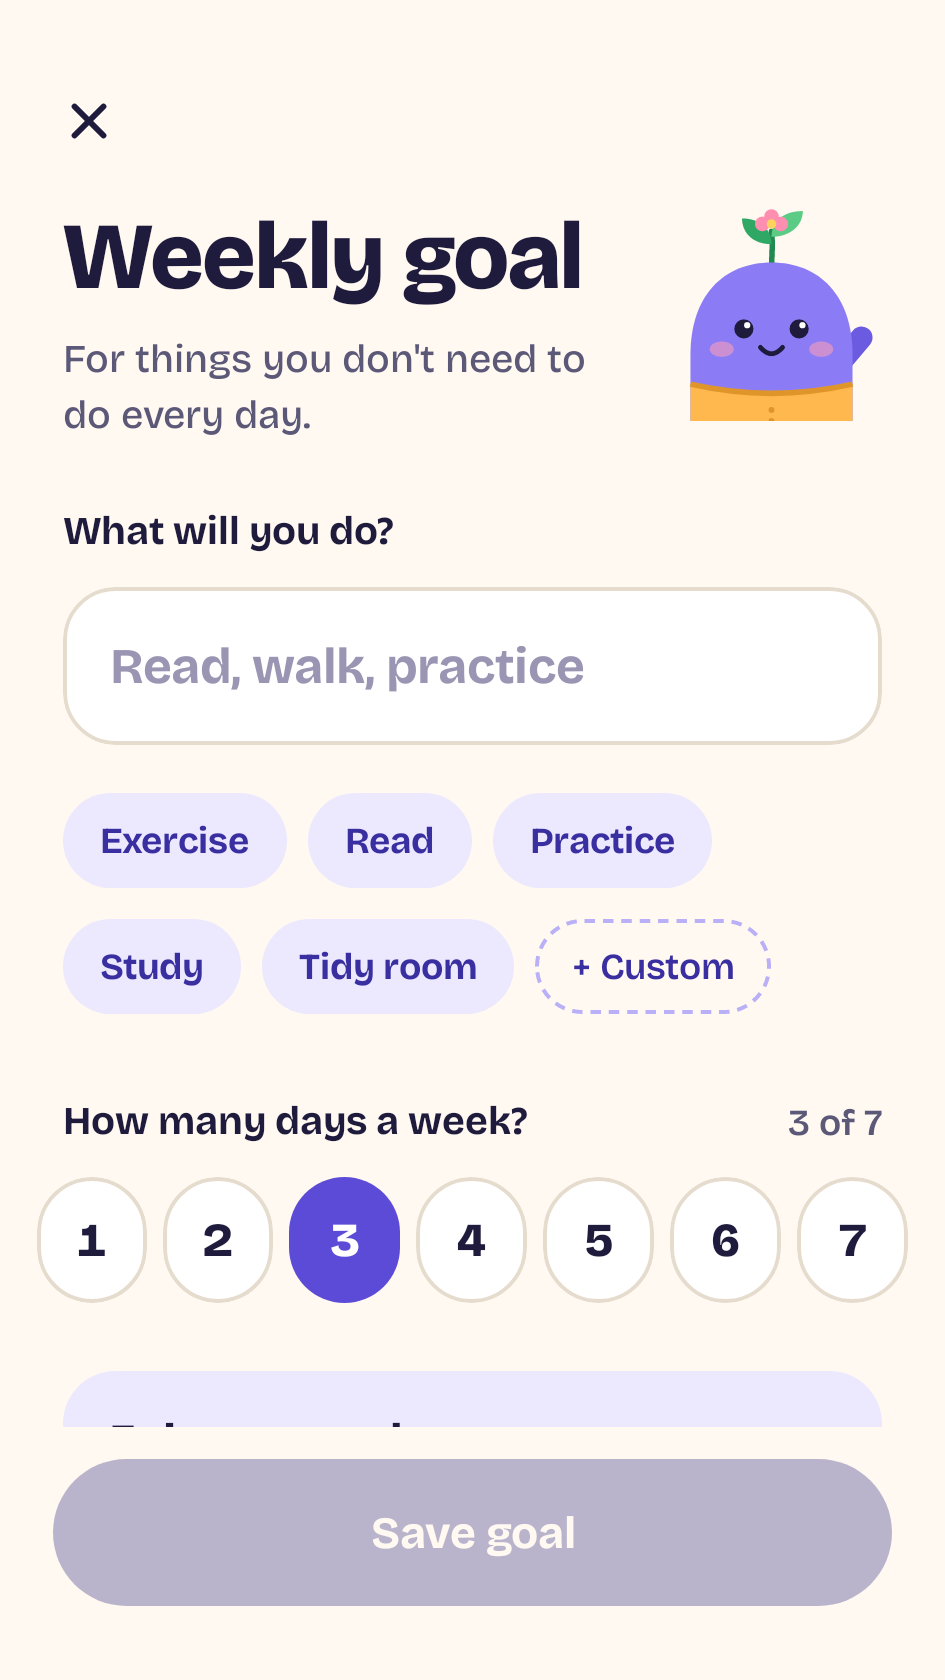 Weekly goal
For things you don't need to
do every day.
What will you do?
Read, walk, practice
Exercise
Read
Practice
Study
Tidy room
+ Custom
How many days a week?
3 of 7
1
2
3
4
5
6
7
Save goal